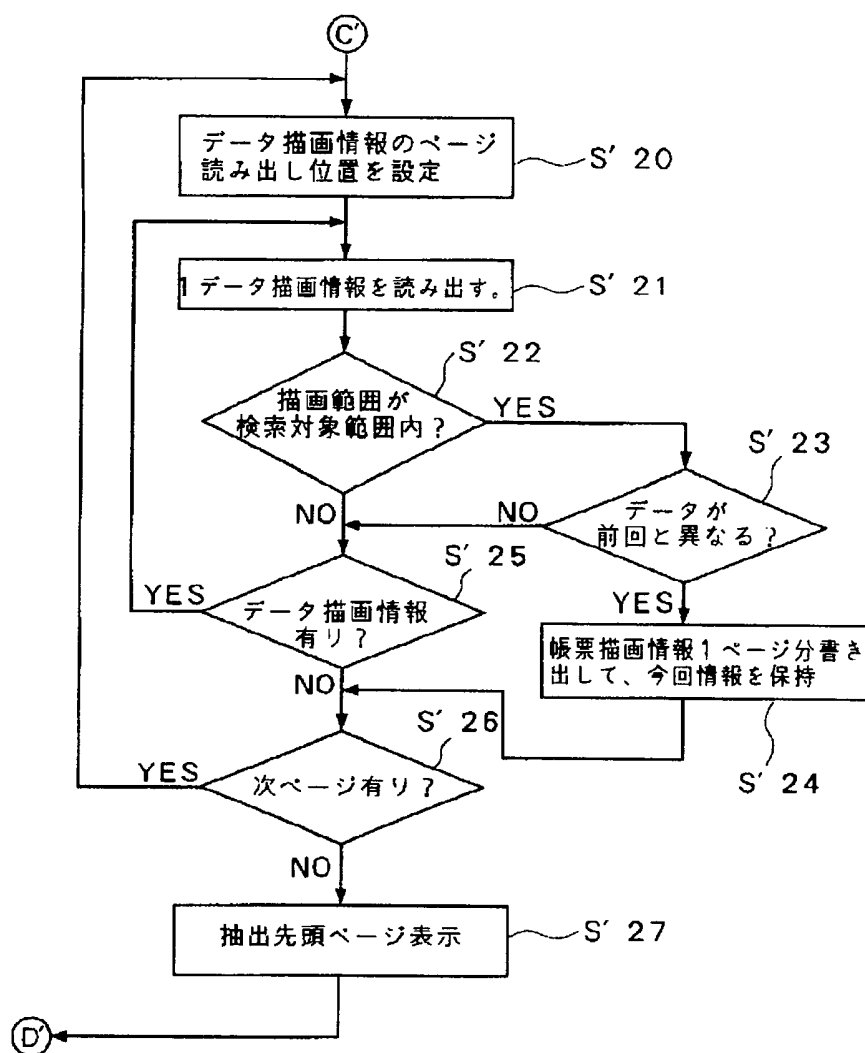 C'
データ描画情報のページ
読み出し位置を設定
S' 20
1データ描画情報を読み出す。
S' 21
S' 22
描画範囲が
検索対象範囲内?
YES
S' 23
データが
前回と異なる?
NO
NO
S' 25
YES
データ描画情報
有り?
YES
帳票描画情報1ページ分書き
出して、今回情報を保持
NO
S' 26
S' 24
YES
次ページ有り?
NO
抽出先頭ページ表示
S' 27
D'